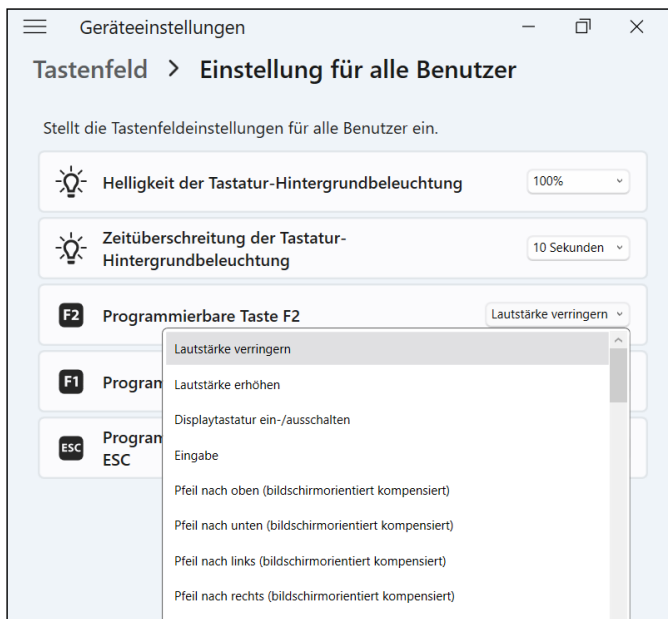 Geräteeinstellungen
Tastenfeld > Einstellung für alle Benutzer
Stellt die Tastenfeldeinstellungen für alle Benutzer ein.
Helligkeit der Tastatur-Hintergrundbeleuchtung 100%
Zeitüberschreitung der Tastatur-
Hintergrundbeleuchtung 10 Sekunden
F2 Programmierbare Taste F2 Lautstärke verringern
Lautstärke verringern
F1 Program
Lautstärke erhöhen
Displaytastatur ein-/ausschalten
ESC Program
ESC
Eingabe
Pfeil nach oben (bildschirmorientiert kompensiert)
Pfeil nach unten (bildschirmorientiert kompensiert)
Pfeil nach links (bildschirmorientiert kompensiert)
Pfeil nach rechts (bildschirmorientiert kompensiert)